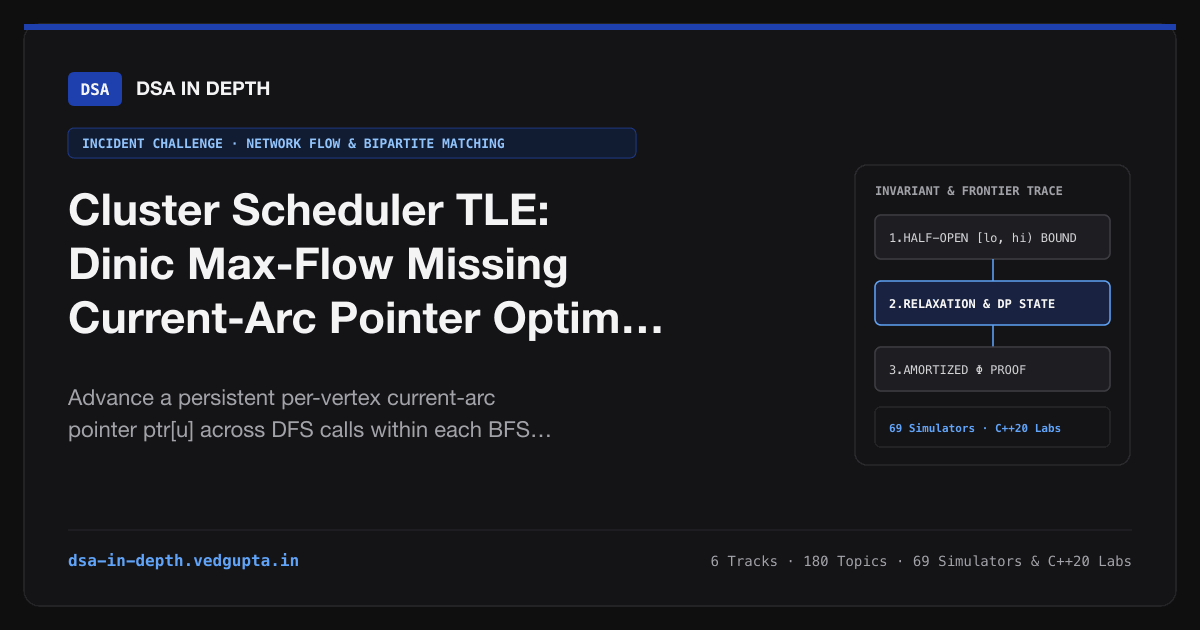 DSA
DSA IN DEPTH
INCIDENT CHALLENGE · NETWORK FLOW & BIPARTITE MATCHING
Cluster Scheduler TLE:
Dinic Max-Flow Missing
Current-Arc Pointer Optim…
Advance a persistent per-vertex current-arc
pointer ptr[u] across DFS calls within each BFS…
INVARIANT & FRONTIER TRACE
1.HALF-OPEN [lo, hi) BOUND
2.RELAXATION & DP STATE
3.AMORTIZED Φ PROOF
69 Simulators · C++20 Labs
dsa-in-depth.vedgupta.in
6 Tracks · 180 Topics · 69 Simulators & C++20 Labs